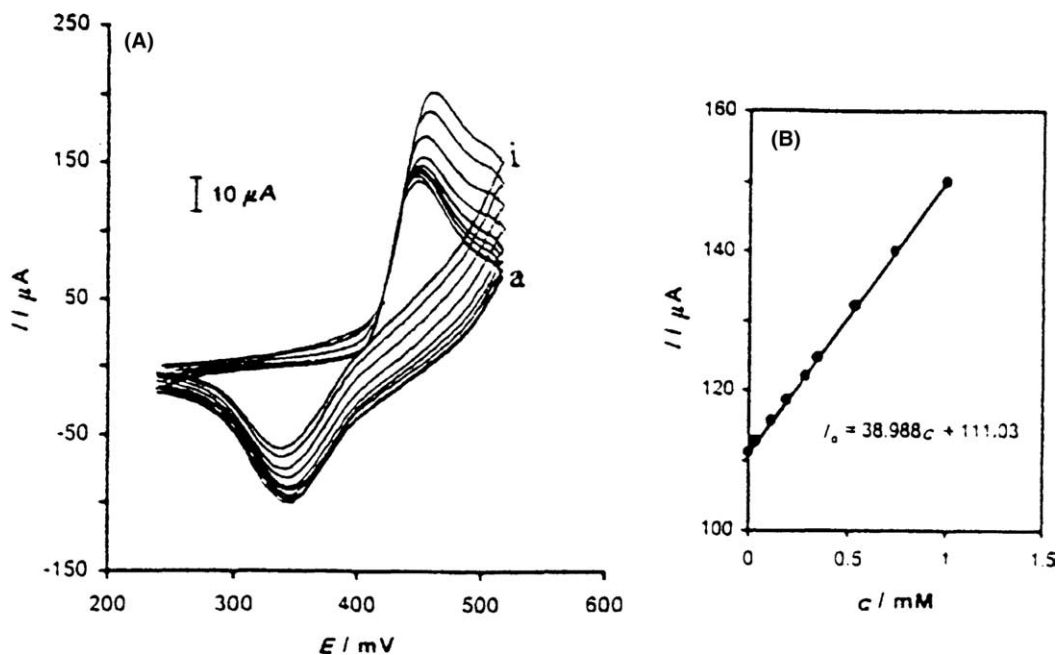 250
(A)
150
50
-50
-150
I / μA
10 μA
i
a
200
300
400
500
600
E / mV
160
(B)
140
120
100
I / μA
Iₐ = 38.988c + 111.03
0
0.5
1
1.5
c / mM